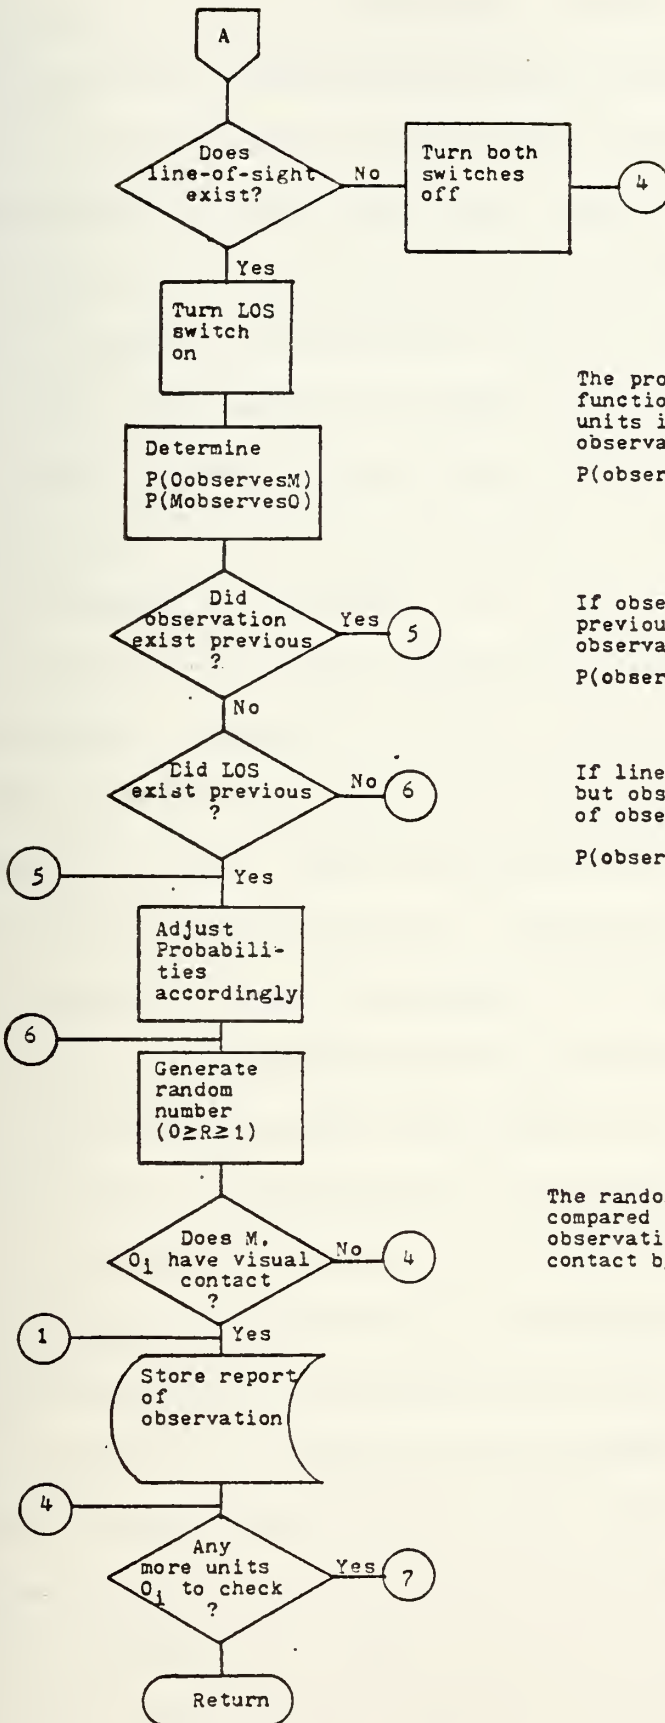 A
Does
line-of-sight
exist?
No
Turn both
switches
off
4
Yes
Turn LOS
switch
on
Determine
P(OobservesM)
P(MobservesO)
Did
observation
exist previous
?
Yes
5
No
Did LOS
exist previous
?
No
6
5
Yes
Adjust
Probabili-
ties
accordingly
6
Generate
random
number
(O≥R≥1)
Does M,
Oi have visual
contact
?
No
4
1
Yes
Store report
of
observation
4
Any
more units
Oi to check
?
Yes
7
Return
The pro
functio
units i
observa
P(obser
If obse
previou
observa
P(obser
If line
but obs
of obse
P(obser
The rando
compared
observati
contact b